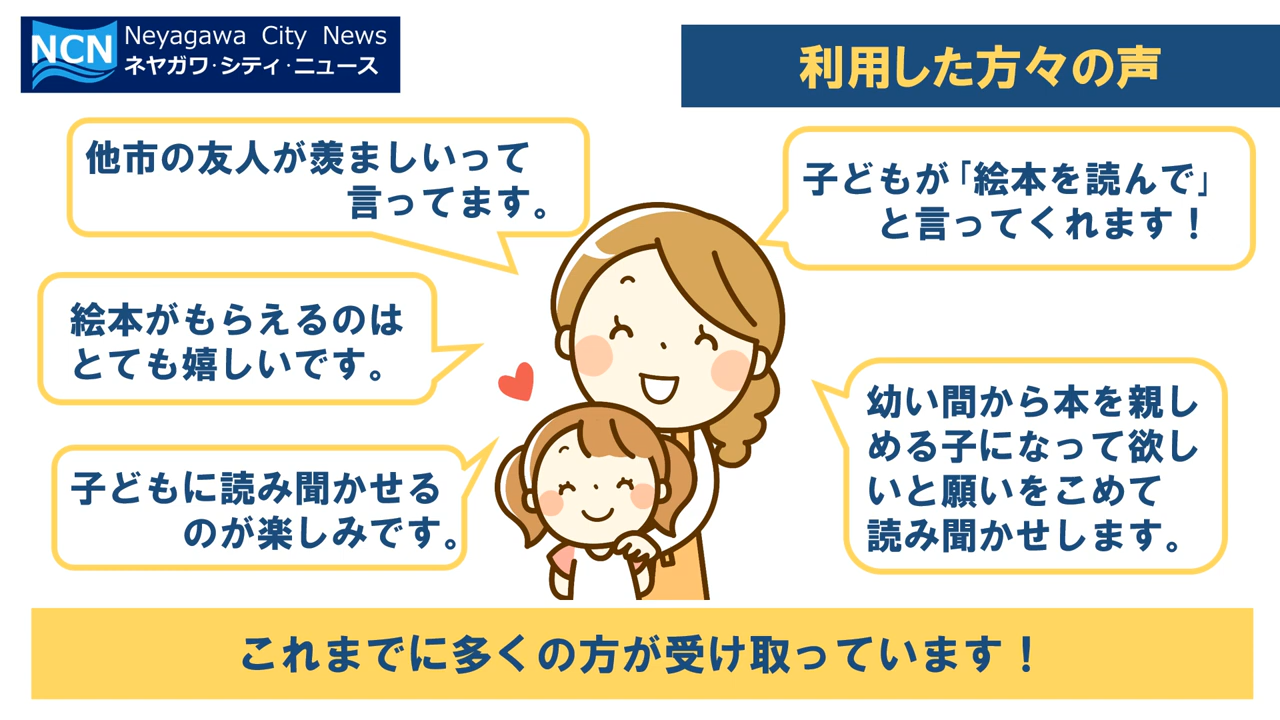 NCN
Neyagawa City News
ネヤガワ・シティ・ニュース
利用した方々の声
他市の友人が羨ましいって
言ってます。
子どもが「絵本を読んで」
と言ってくれます！
絵本がもらえるのは
とても嬉しいです。
幼い間から本を親し
める子になって欲し
いと願いをこめて
読み聞かせします。
子どもに読み聞かせる
のが楽しみです。
これまでに多くの方が受け取っています！